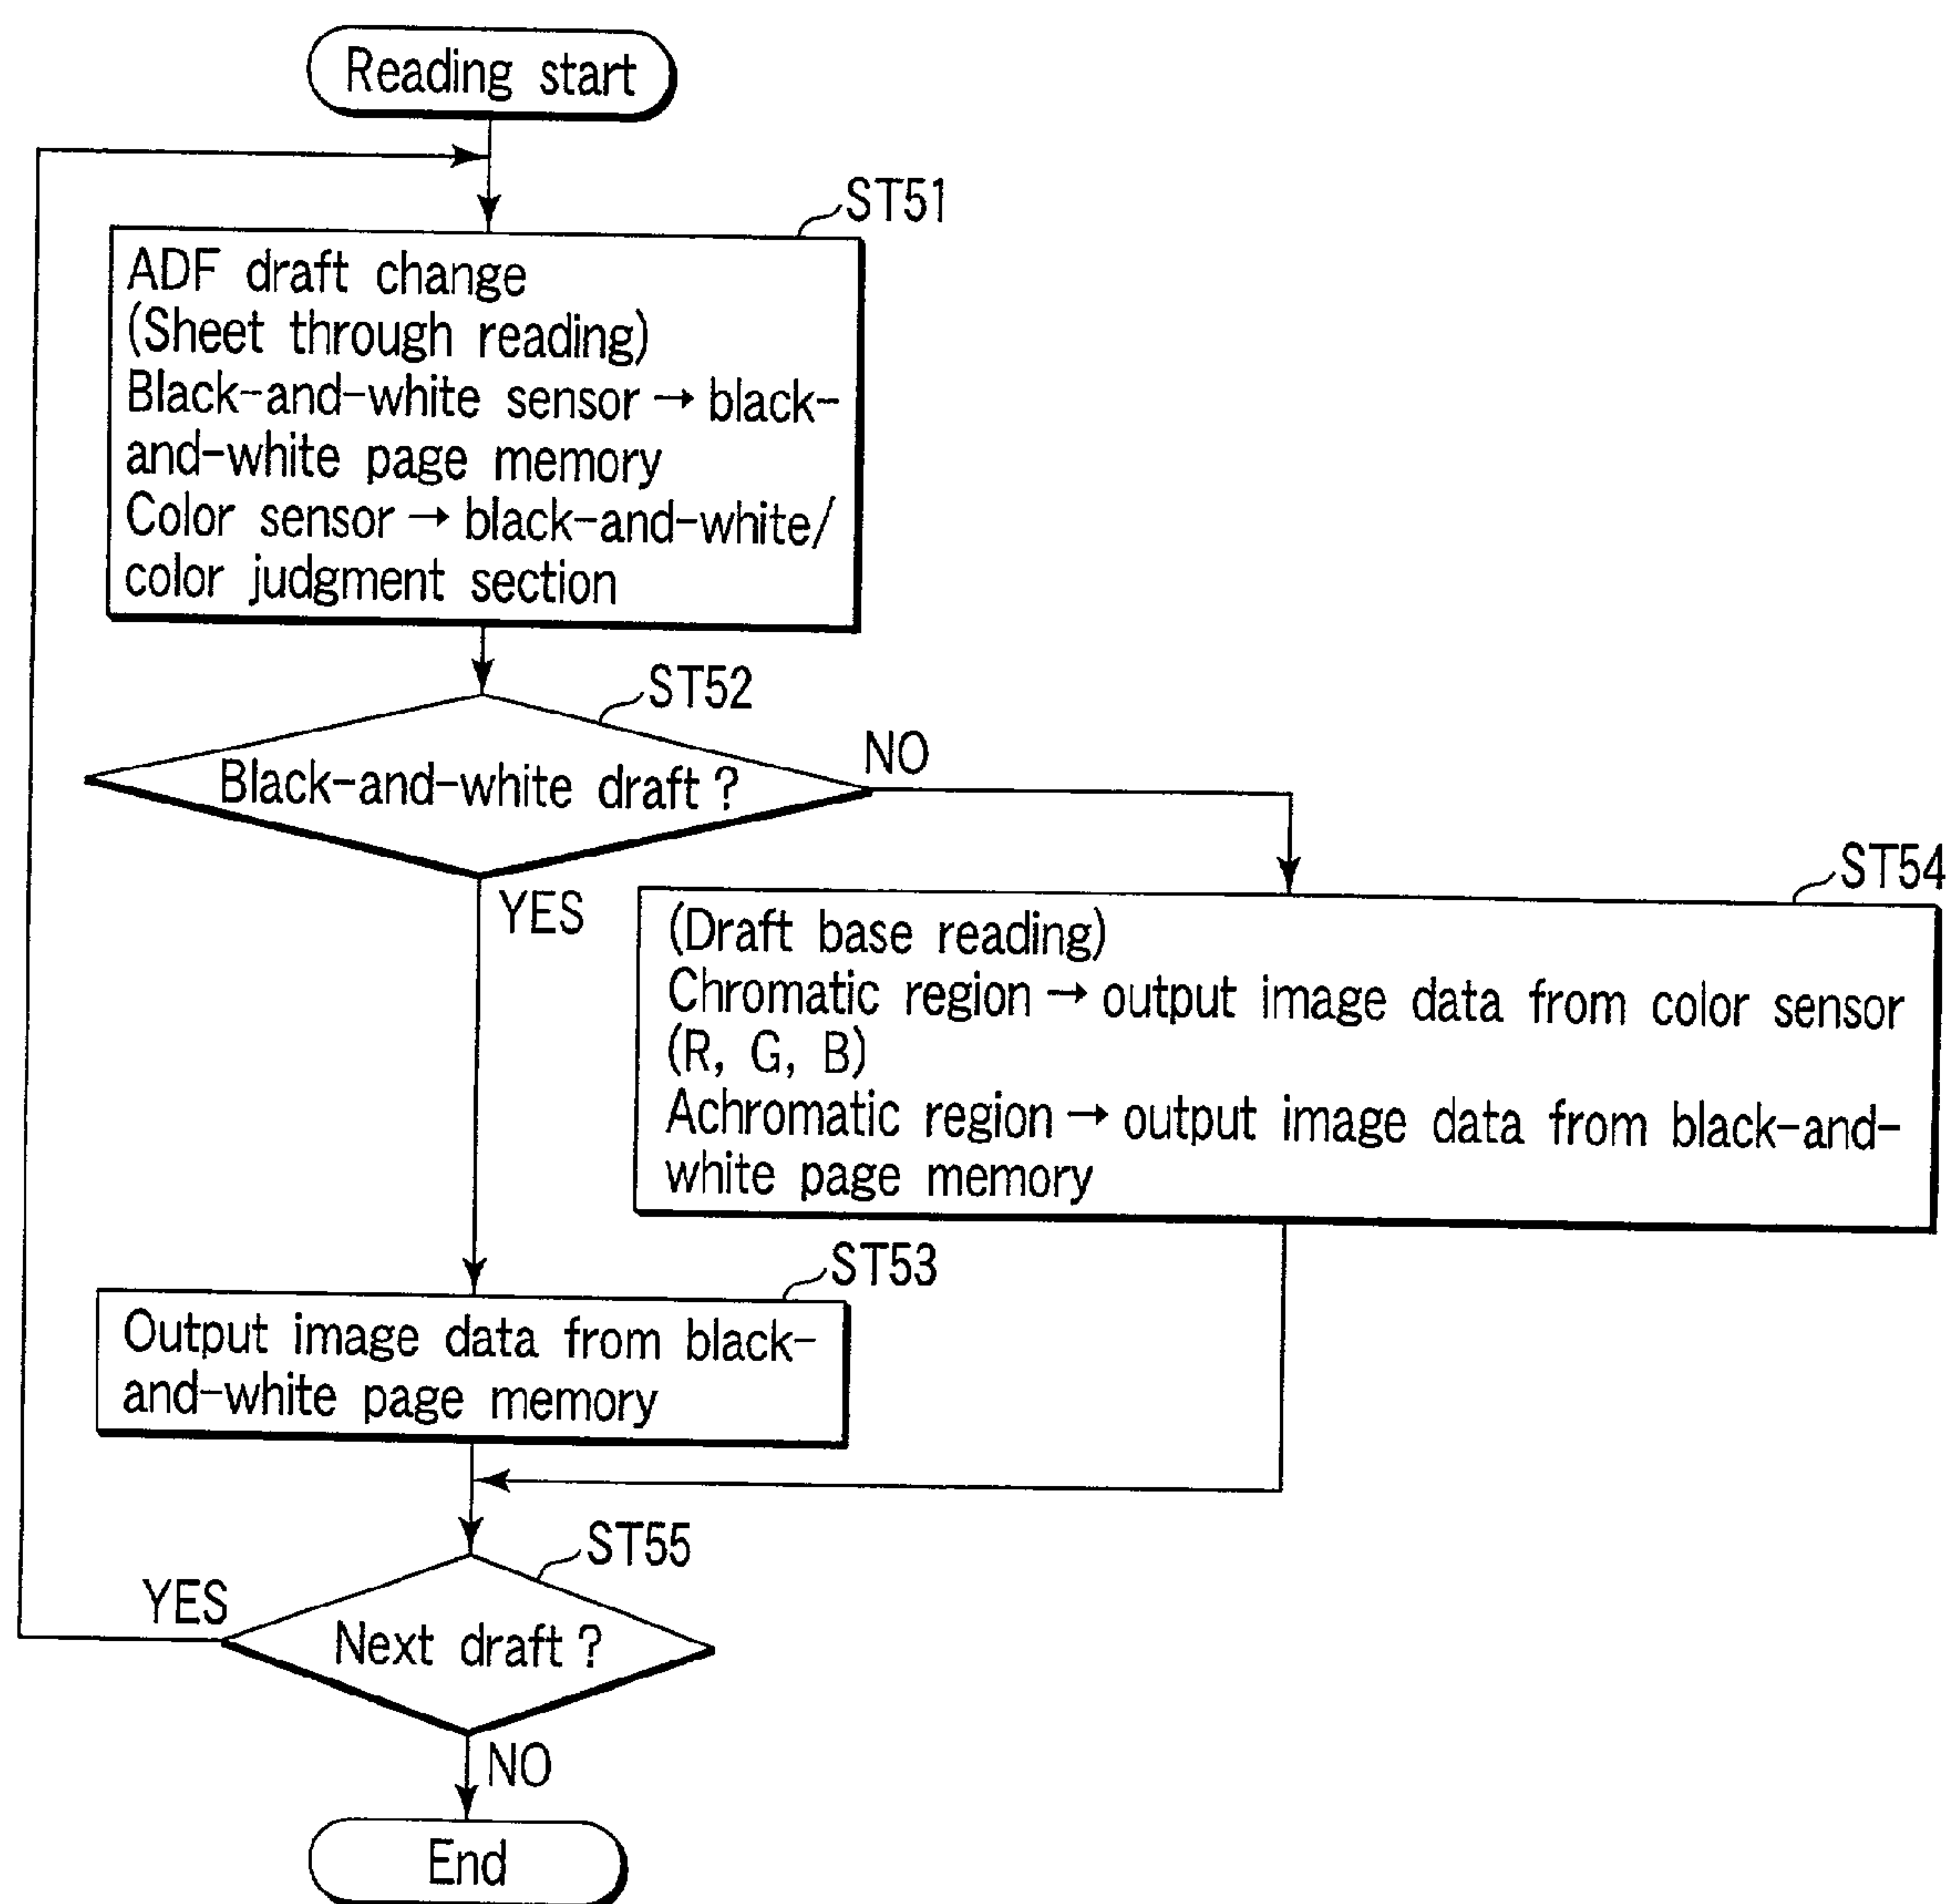 Reading start
ST51
ADF draft change
(Sheet through reading)
Black-and-white sensor → black-
and-white page memory
Color sensor → black-and-white/
color judgment section
ST52
Black-and-white draft ?
NO
YES
ST54
(Draft base reading)
Chromatic region → output image data from color sensor
(R, G, B)
Achromatic region → output image data from black-and-
white page memory
ST53
Output image data from black-
and-white page memory
ST55
YES
Next draft ?
NO
End